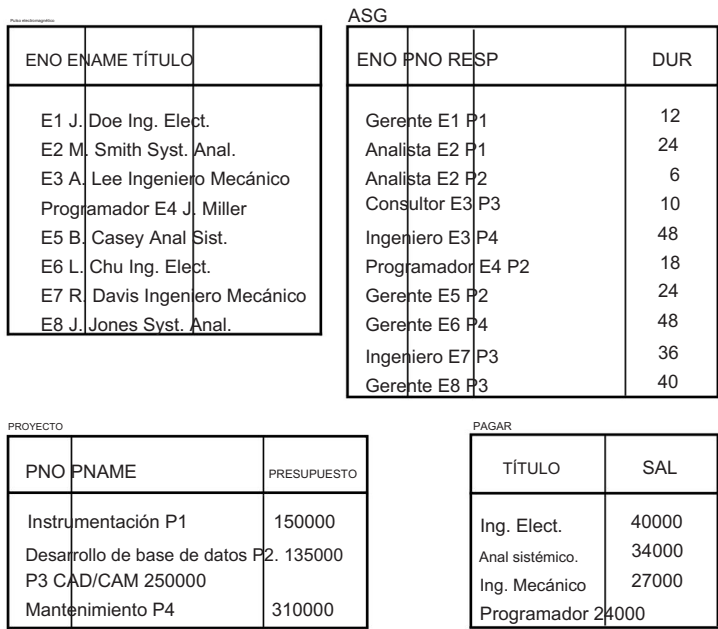 Pulso electromagnético
ENO ENAME TÍTULO
E1 J. Doe Ing. Elect.
E2 M. Smith Syst. Anal.
E3 A. Lee Ingeniero Mecánico
Programador E4 J. Miller
E5 B. Casey Anal Sist.
E6 L. Chu Ing. Elect.
E7 R. Davis Ingeniero Mecánico
E8 J. Jones Syst. Anal.
ASG
ENO PNO RESP DUR
Gerente E1 P1 12
Analista E2 P1 24
Analista E2 P2 6
Consultor E3 P3 10
Ingeniero E3 P4 48
Programador E4 P2 18
Gerente E5 P2 24
Gerente E6 P4 48
Ingeniero E7 P3 36
Gerente E8 P3 40
PROYECTO
PNO PNAME PRESUPUESTO
Instrumentación P1 150000
Desarrollo de base de datos P2. 135000
P3 CAD/CAM 250000
Mantenimiento P4 310000
PAGAR
TÍTULO SAL
Ing. Elect. 40000
Anal sistémico. 34000
Ing. Mecánico 27000
Programador 24000